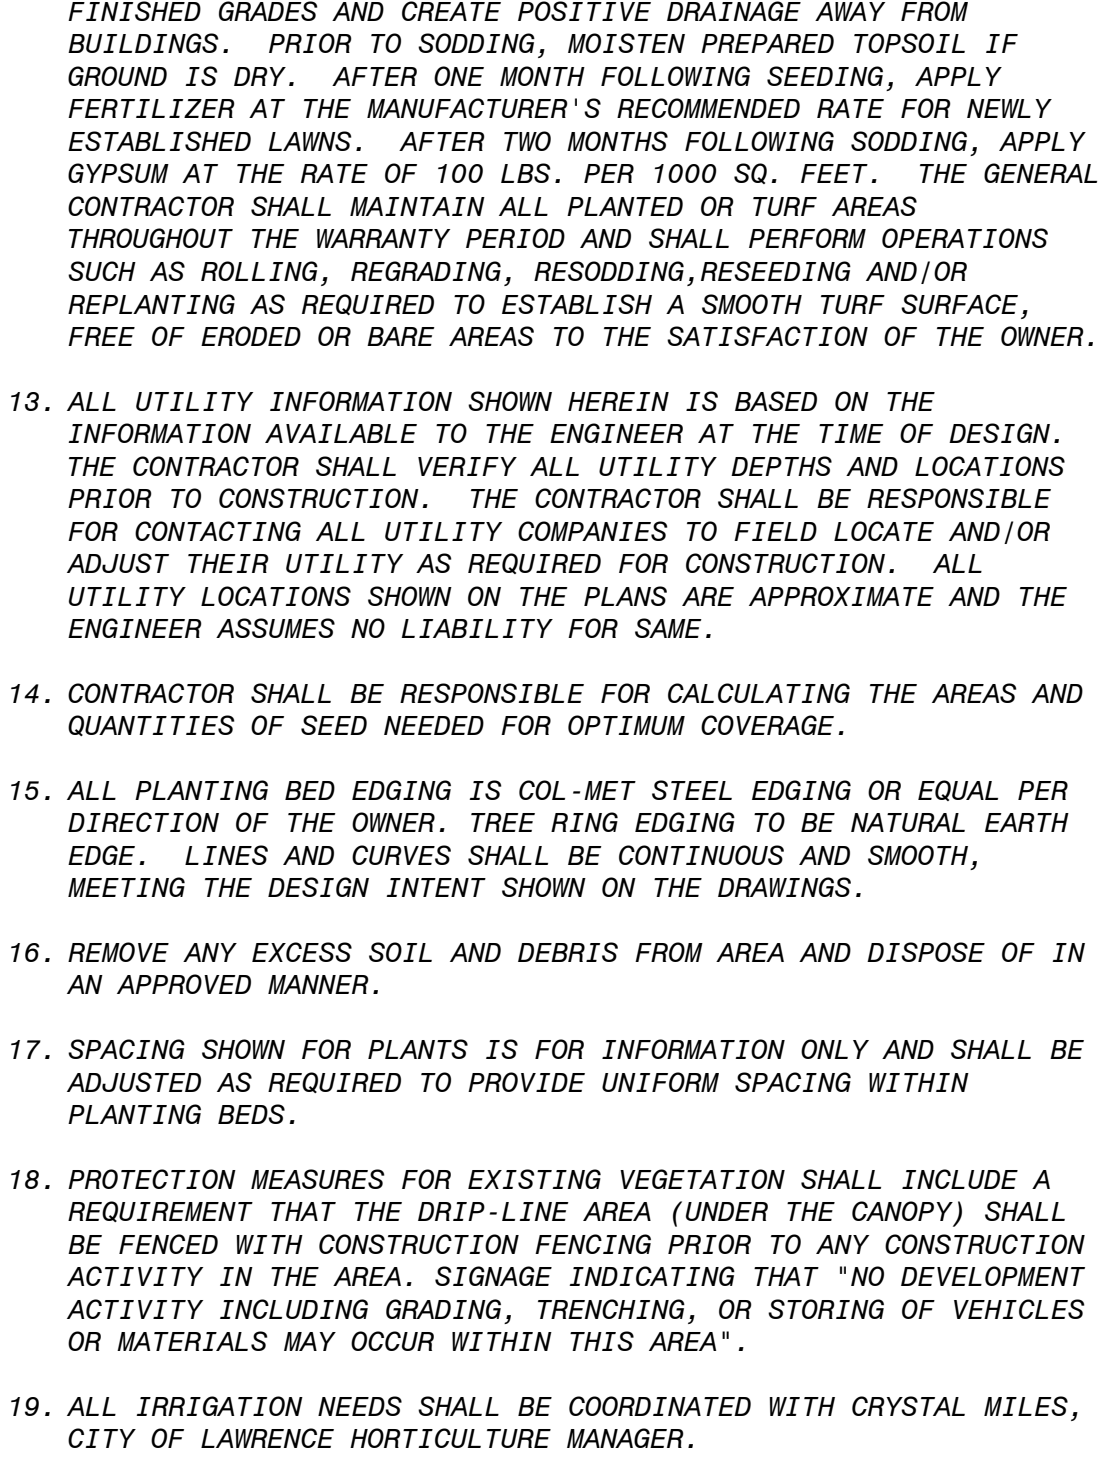 FINISHED GRADES AND CREATE POSITIVE DRAINAGE AWAY FROM
BUILDINGS.  PRIOR TO SODDING, MOISTEN PREPARED TOPSOIL IF
GROUND IS DRY.  AFTER ONE MONTH FOLLOWING SEEDING, APPLY
FERTILIZER AT THE MANUFACTURER'S RECOMMENDED RATE FOR NEWLY
ESTABLISHED LAWNS.  AFTER TWO MONTHS FOLLOWING SODDING, APPLY
GYPSUM AT THE RATE OF 100 LBS. PER 1000 SQ. FEET.  THE GENERAL
CONTRACTOR SHALL MAINTAIN ALL PLANTED OR TURF AREAS
THROUGHOUT THE WARRANTY PERIOD AND SHALL PERFORM OPERATIONS
SUCH AS ROLLING, REGRADING, RESODDING,RESEEDING AND/OR
REPLANTING AS REQUIRED TO ESTABLISH A SMOOTH TURF SURFACE,
FREE OF ERODED OR BARE AREAS TO THE SATISFACTION OF THE OWNER.
13. ALL UTILITY INFORMATION SHOWN HEREIN IS BASED ON THE
INFORMATION AVAILABLE TO THE ENGINEER AT THE TIME OF DESIGN.
THE CONTRACTOR SHALL VERIFY ALL UTILITY DEPTHS AND LOCATIONS
PRIOR TO CONSTRUCTION.  THE CONTRACTOR SHALL BE RESPONSIBLE
FOR CONTACTING ALL UTILITY COMPANIES TO FIELD LOCATE AND/OR
ADJUST THEIR UTILITY AS REQUIRED FOR CONSTRUCTION.  ALL
UTILITY LOCATIONS SHOWN ON THE PLANS ARE APPROXIMATE AND THE
ENGINEER ASSUMES NO LIABILITY FOR SAME.
14. CONTRACTOR SHALL BE RESPONSIBLE FOR CALCULATING THE AREAS AND
QUANTITIES OF SEED NEEDED FOR OPTIMUM COVERAGE.
15. ALL PLANTING BED EDGING IS COL-MET STEEL EDGING OR EQUAL PER
DIRECTION OF THE OWNER. TREE RING EDGING TO BE NATURAL EARTH
EDGE.  LINES AND CURVES SHALL BE CONTINUOUS AND SMOOTH,
MEETING THE DESIGN INTENT SHOWN ON THE DRAWINGS.
16. REMOVE ANY EXCESS SOIL AND DEBRIS FROM AREA AND DISPOSE OF IN
AN APPROVED MANNER.
17. SPACING SHOWN FOR PLANTS IS FOR INFORMATION ONLY AND SHALL BE
ADJUSTED AS REQUIRED TO PROVIDE UNIFORM SPACING WITHIN
PLANTING BEDS.
18. PROTECTION MEASURES FOR EXISTING VEGETATION SHALL INCLUDE A
REQUIREMENT THAT THE DRIP-LINE AREA (UNDER THE CANOPY) SHALL
BE FENCED WITH CONSTRUCTION FENCING PRIOR TO ANY CONSTRUCTION
ACTIVITY IN THE AREA. SIGNAGE INDICATING THAT "NO DEVELOPMENT
ACTIVITY INCLUDING GRADING, TRENCHING, OR STORING OF VEHICLES
OR MATERIALS MAY OCCUR WITHIN THIS AREA".
19. ALL IRRIGATION NEEDS SHALL BE COORDINATED WITH CRYSTAL MILES,
CITY OF LAWRENCE HORTICULTURE MANAGER.